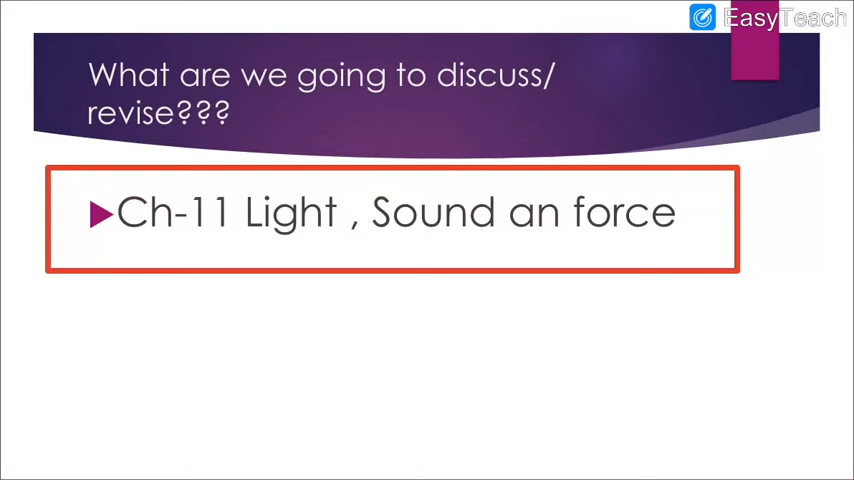 EasyTeach
What are we going to discuss/
revise???
Ch-11 Light , Sound an force